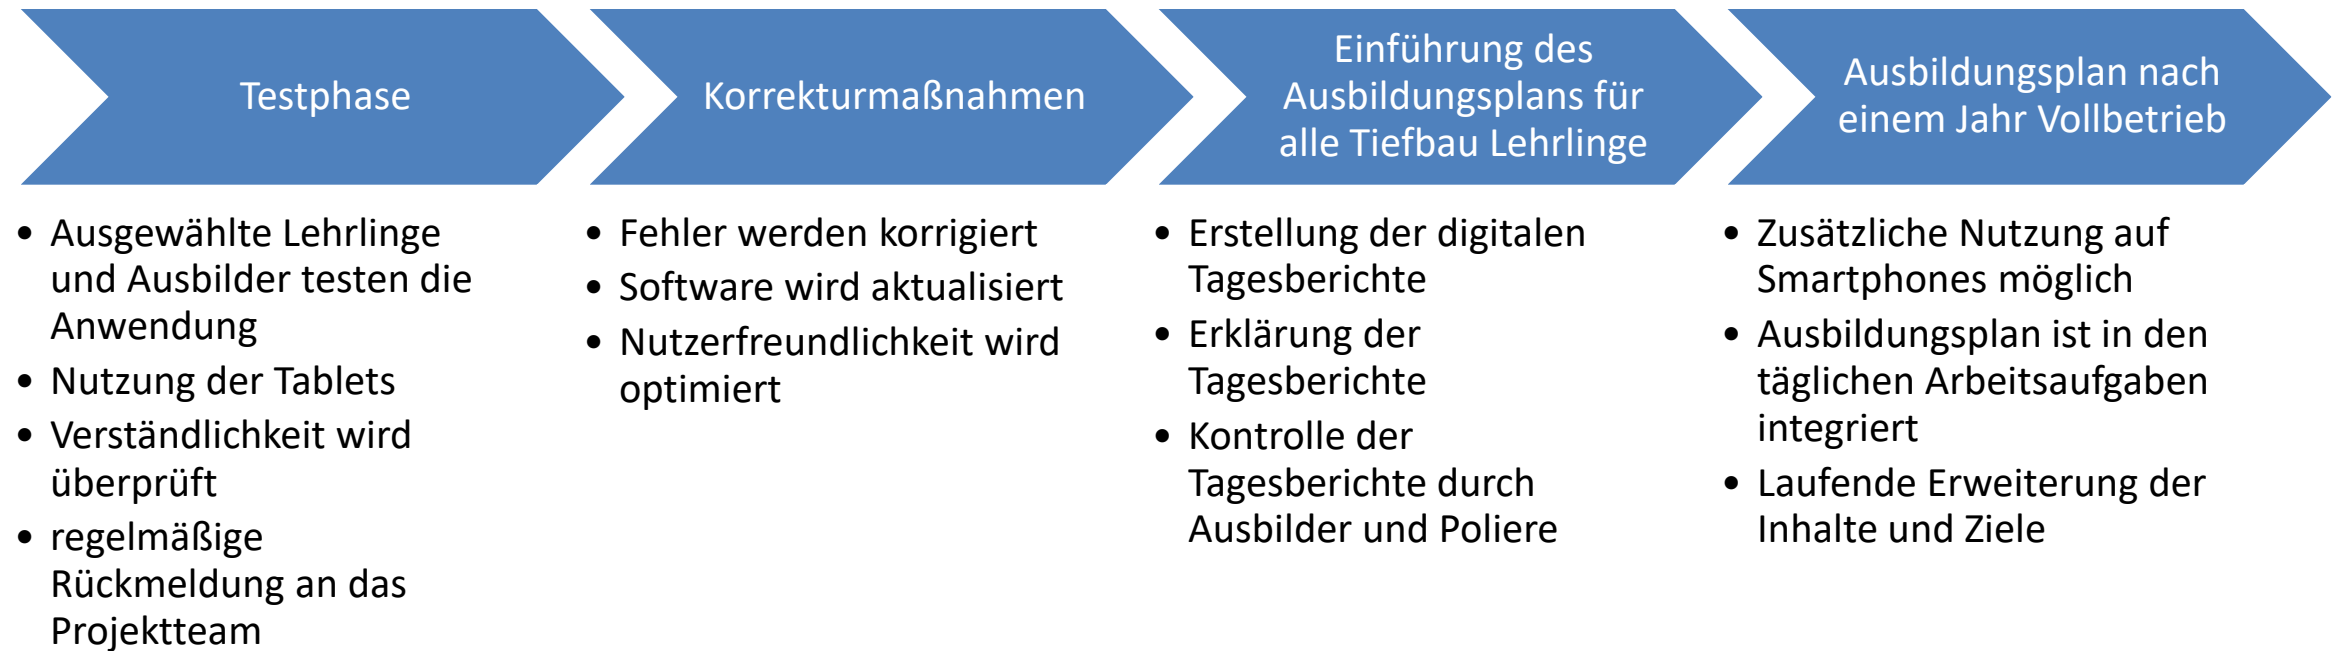 Testphase
• Ausgewählte Lehrlinge
und Ausbilder testen die
Anwendung
• Nutzung der Tablets
• Verständlichkeit wird
überprüft
• regelmäßige
Rückmeldung an das
Projektteam
Korrekturmaßnahmen
• Fehler werden korrigiert
• Software wird aktualisiert
• Nutzerfreundlichkeit wird
optimiert
Einführung des
Ausbildungsplans für
alle Tiefbau Lehrlinge
• Erstellung der digitalen
Tagesberichte
• Erklärung der
Tagesberichte
• Kontrolle der
Tagesberichte durch
Ausbilder und Poliere
Ausbildungsplan nach
einem Jahr Vollbetrieb
• Zusätzliche Nutzung auf
Smartphones möglich
• Ausbildungsplan ist in den
täglichen Arbeitsaufgaben
integriert
• Laufende Erweiterung der
Inhalte und Ziele